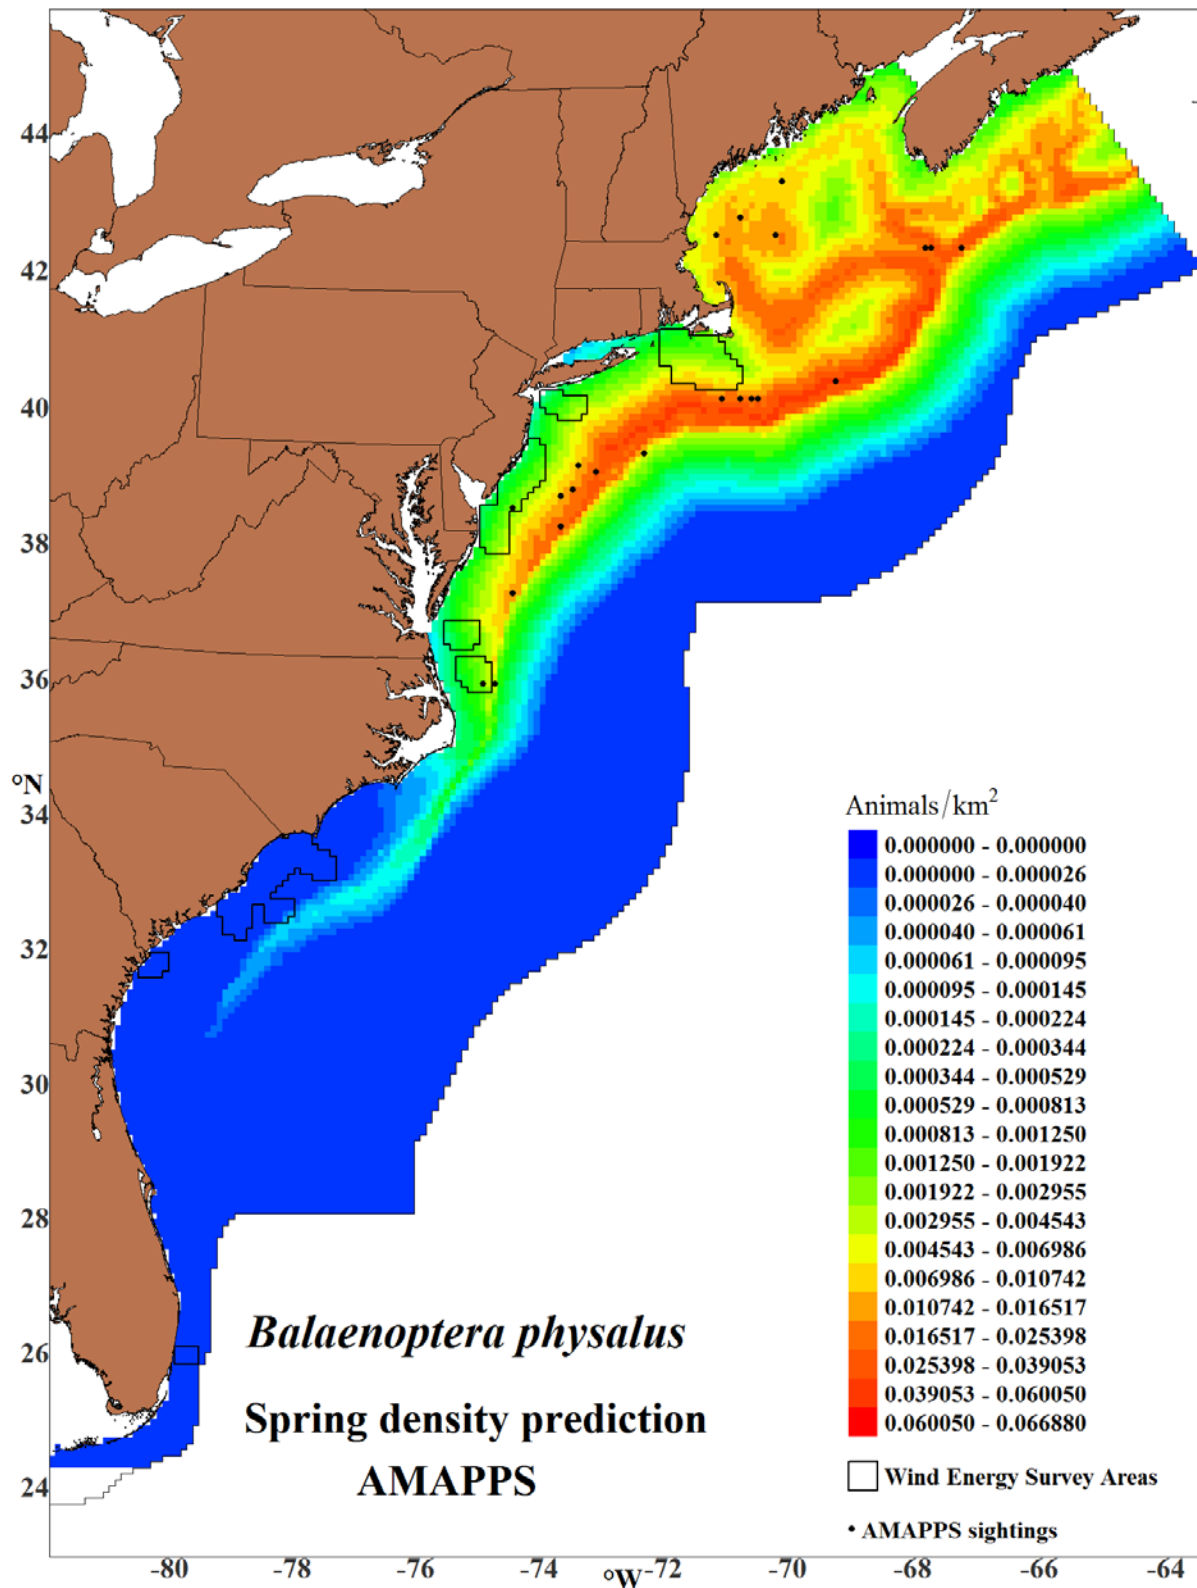 44
42
40
38
36
°N
34
32
30
28
26
24
Animals/km²
0.000000 - 0.000000
0.000000 - 0.000026
0.000026 - 0.000040
0.000040 - 0.000061
0.000061 - 0.000095
0.000095 - 0.000145
0.000145 - 0.000224
0.000224 - 0.000344
0.000344 - 0.000529
0.000529 - 0.000813
0.000813 - 0.001250
0.001250 - 0.001922
0.001922 - 0.002955
0.002955 - 0.004543
0.004543 - 0.006986
0.006986 - 0.010742
0.010742 - 0.016517
0.016517 - 0.025398
0.025398 - 0.039053
0.039053 - 0.060050
0.060050 - 0.066880
Wind Energy Survey Areas
AMAPPS sightings
Balaenoptera physalus
Spring density prediction
AMAPPS
-80 -78 -76 -74 °W -72 -70 -68 -66 -64